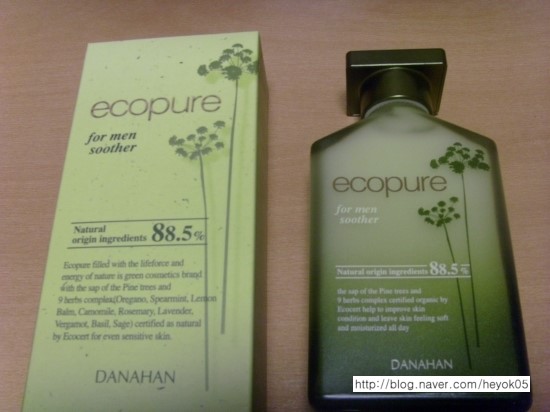 ecopure
for men
soother
Natural
origin ingredients 88.5%
Ecopure filled with the lifeforce and
energy of nature is green cosmetics brand
with the sap of the Pine trees and
9 herbs complex(Oregano, Spearmint, Lemon
Balm, Camomile, Rosemary, Lavender,
Vergamot, Basil, Sage) certified as natural
by Ecocert for even sensitive skin.
DANAHAN
ecopure
for men
soother
Natural origin ingredients 88.5%
the sap of the Pine trees and
9 herbs complex certified organic by
Ecocert help to improve skin
condition and leave skin feeling soft
and moisturized all day
DANAHAN
http://blog.naver.com/heyok05